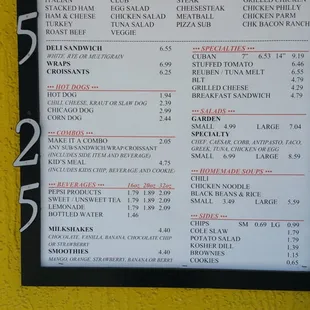 ITALIAN CLUB STEAK GRILLED CHICKEN
STACKED HAM EGG SALAD CHEESESTEAK CHICKEN PHILLY
HAM & CHEESE CHICKEN SALAD MEATBALL CHICKEN PARM
TURKEY TUNA SALAD PIZZA SUB CHK BACON RANCH
ROAST BEEF VEGGIE
5
2
5
DELI SANDWICH 6.55
WHITE, RYE OR MULTIGRAIN
WRAPS 6.99
CROISSANTS 6.25
*** HOT DOGS ***
HOT DOG 1.94
CHILI, CHEESE, KRAUT OR SLAW DOG 2.39
CHICAGO DOG 2.99
CORN DOG 2.44
*** COMBOS ***
MAKE IT A COMBO 2.05
ANY SUB/SANDWICH/WRAP/CROISSANT
(INCLUDES SIDE ITEM AND BEVERAGE)
KID'S MEAL 4.75
(INCLUDES KIDS CHIP, BEVERAGE AND COOKIE)
*** BEVERAGES *** 16oz 20oz 32oz
PEPSI PRODUCTS 1.79 1.89 2.09
SWEET / UNSWEET TEA 1.79 1.89 2.09
LEMONADE 1.79 1.89 2.09
BOTTLED WATER 1.46
MILKSHAKES 4.40
CHOCOLATE, VANILLA, BANANA, CHOCOLATE CHIP
OR STRAWBERRY
SMOOTHIES 4.40
MANGO, ORANGE, STRAWBERRY, BANANA OR BERRIES
*** SPECIALTIES ***
CUBAN 7" 6.53 14" 9.19
STUFFED TOMATO 6.46
REUBEN / TUNA MELT 6.55
BLT 4.79
GRILLED CHEESE 4.29
BREAKFAST SANDWICH 4.79
*** SALADS ***
GARDEN
SMALL 4.99 LARGE 7.04
SPECIALTY
CHEF, CAESAR, COBB, ANTIPASTO, TACO,
GREEK, TUNA, CHICKEN OR EGG
SMALL 6.99 LARGE 8.59
*** HOMEMADE SOUPS ***
CHILI
CHICKEN NOODLE
BLACK BEANS & RICE
SMALL 3.49 LARGE 5.59
*** SIDES ***
CHIPS SM 0.69 LG 0.99
COLE SLAW 1.79
POTATO SALAD 1.79
KOSHER DILL 1.39
BROWNIES 1.15
COOKIES 0.65